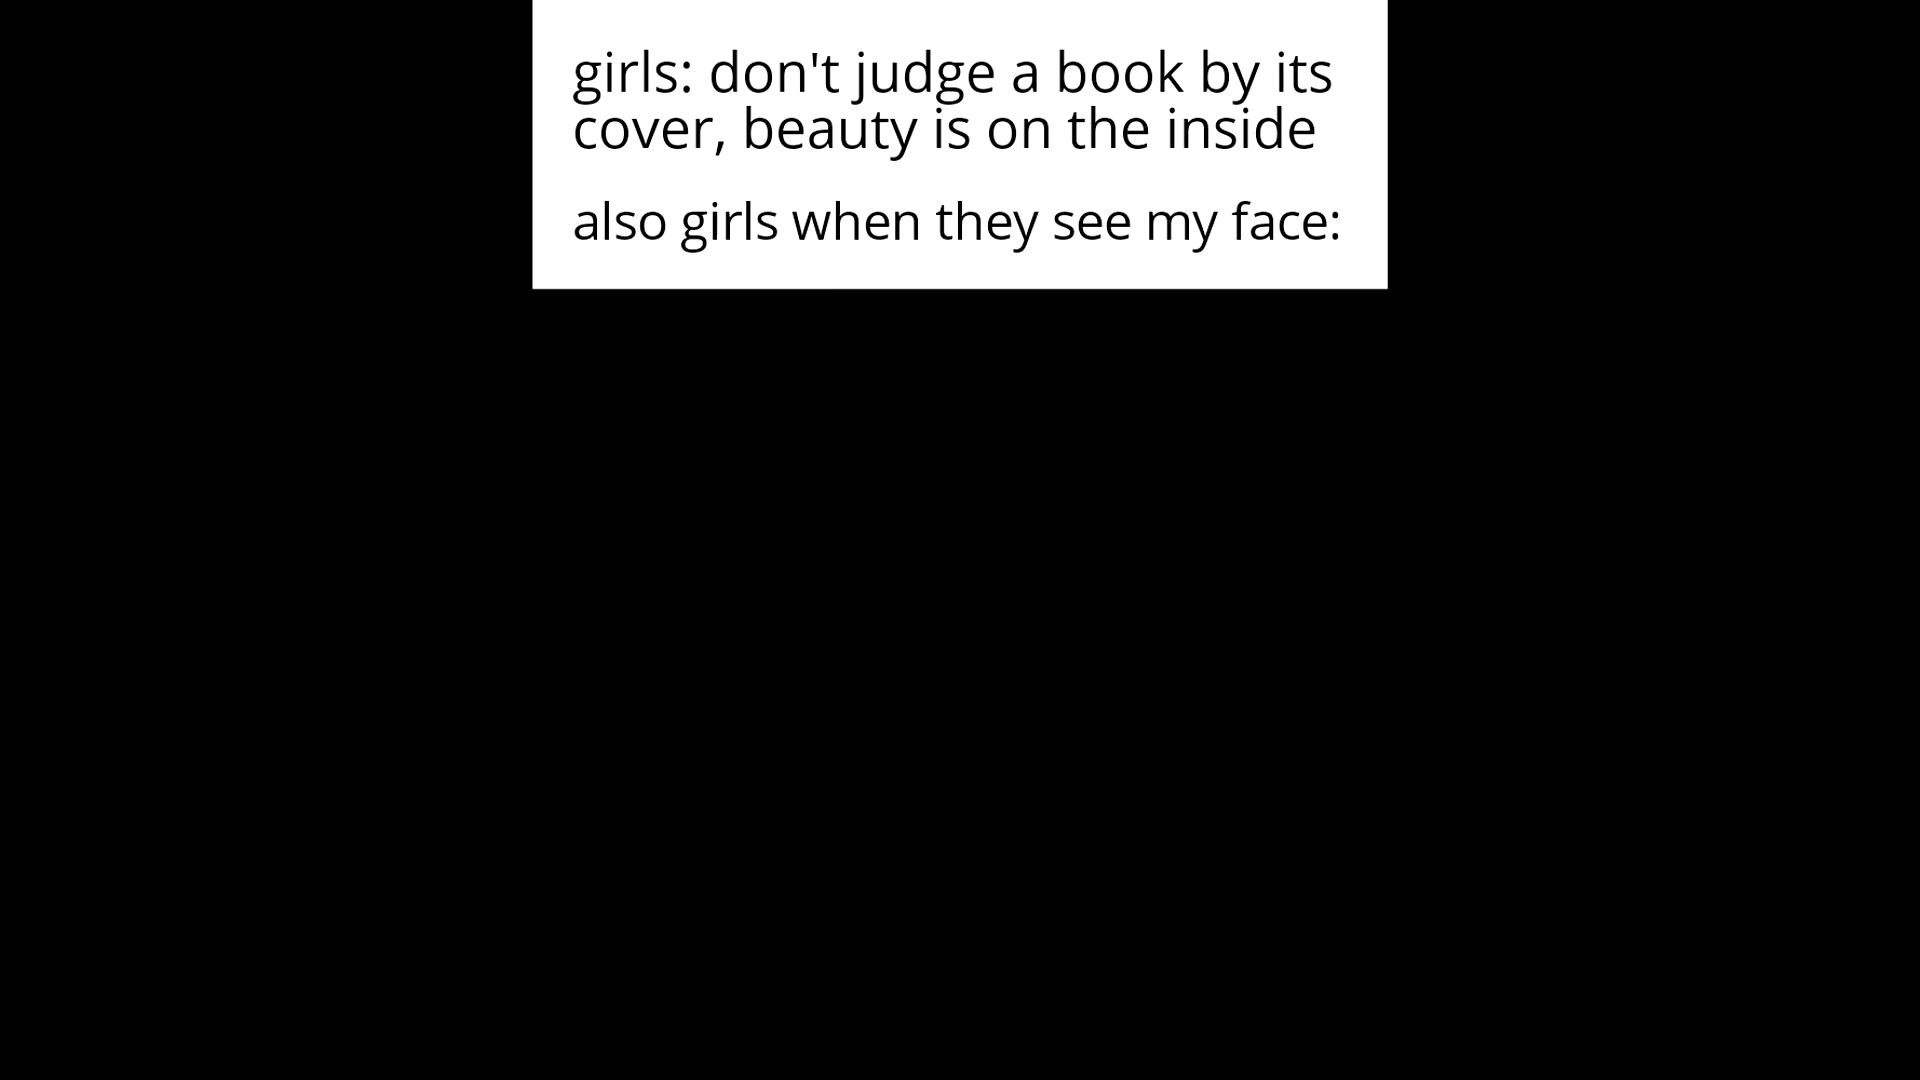 girls: don't judge a book by its
cover, beauty is on the inside
also girls when they see my face: